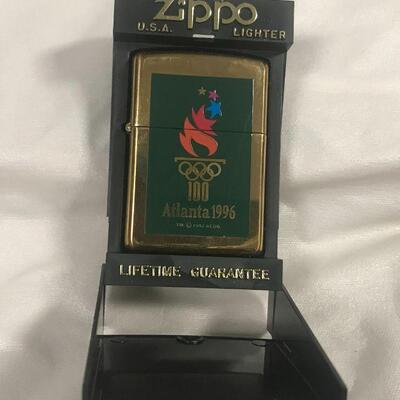 Zippo
U.S.A. LIGHTER
100
Atlanta 1996
LIFETIME GUARANTEE